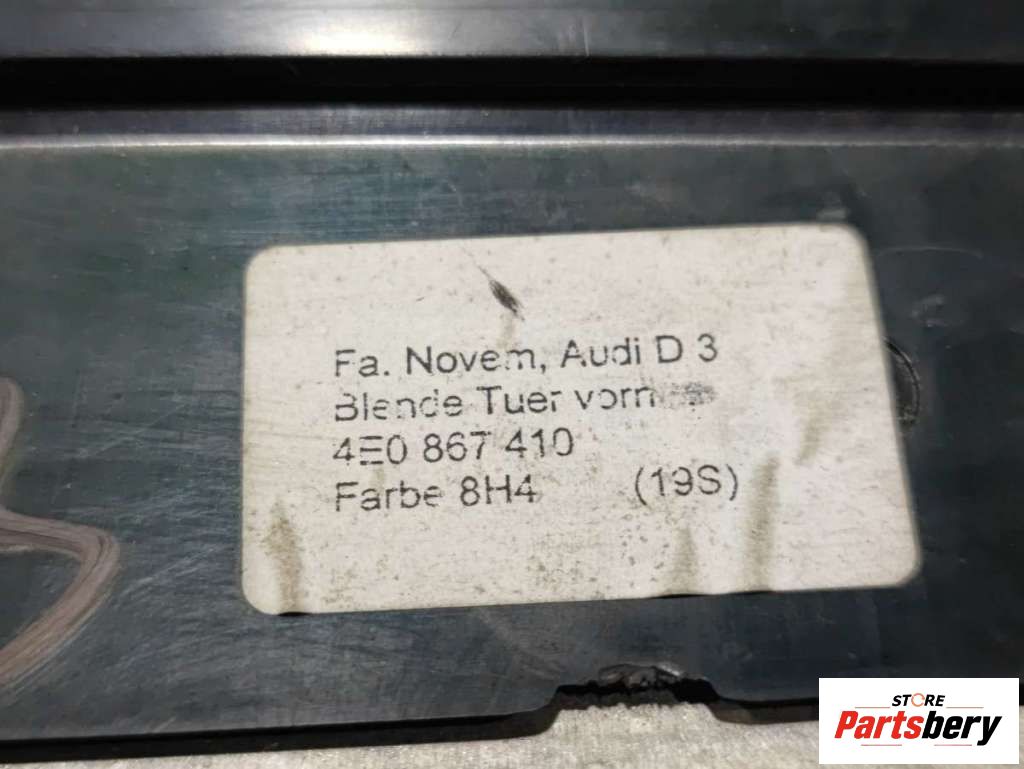 Fa. Novem, Audi D 3
Blende Tuer vorn
4E0 867 410
Farbe 8H4 (19S)
STORE
Partsbery